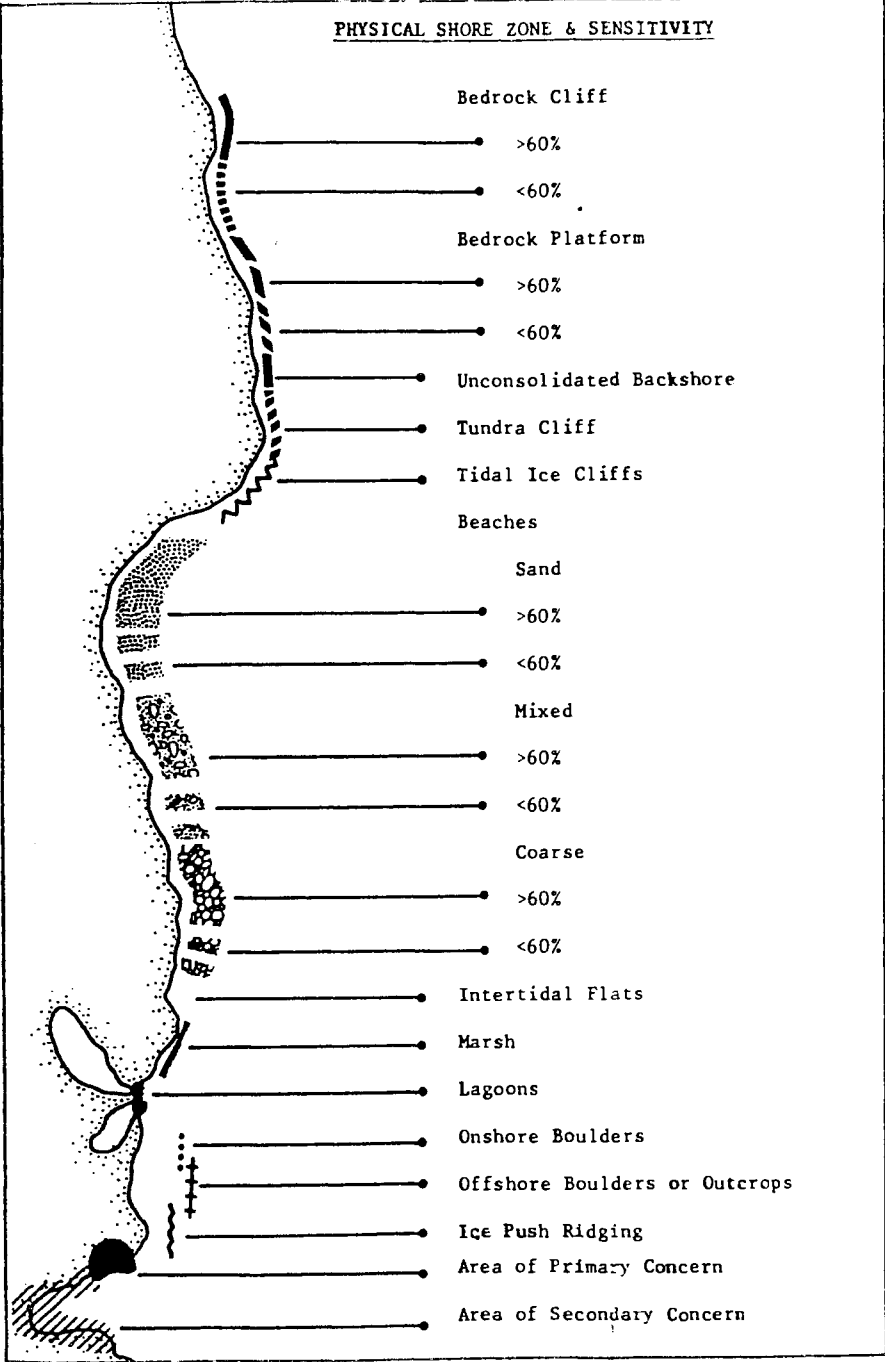 PHYSICAL SHORE ZONE & SENSITIVITY
Bedrock Cliff
>60%
<60%
Bedrock Platform
>60%
<60%
Unconsolidated Backshore
Tundra Cliff
Tidal Ice Cliffs
Beaches
Sand
>60%
<60%
Mixed
>60%
<60%
Coarse
>60%
<60%
Intertidal Flats
Marsh
Lagoons
Onshore Boulders
Offshore Boulders or Outcrops
Ice Push Ridging
Area of Primary Concern
Area of Secondary Concern